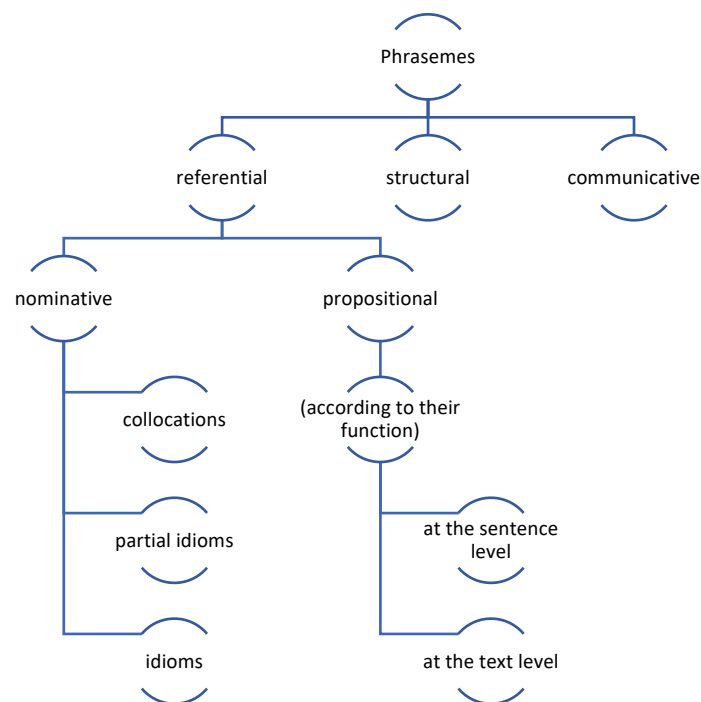 Phrasemes
referential
structural
communicative
nominative
propositional
collocations
(according to their
function)
partial idioms
at the sentence
level
idioms
at the text level